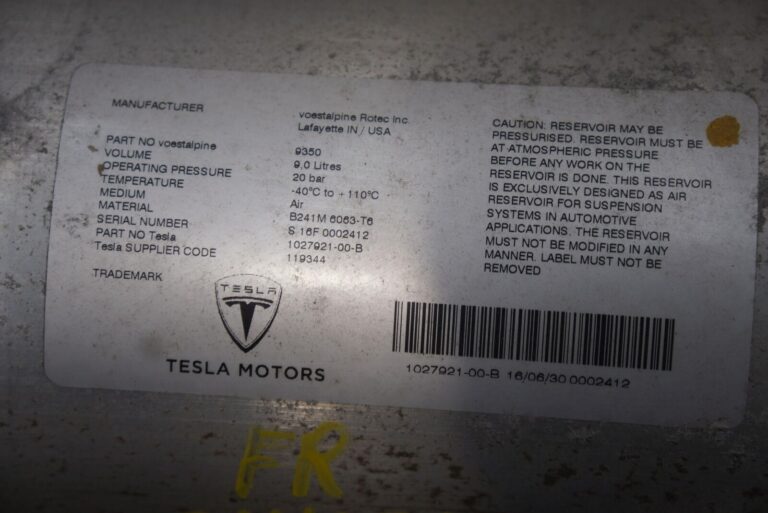 MANUFACTURER voestalpine Rotec Inc.
Lafayette IN / USA
PART NO voestalpine 9350
VOLUME 9,0 Litres
OPERATING PRESSURE 20 bar
TEMPERATURE -40°C to +110°C
MEDIUM Air
MATERIAL B241M 6063-T6
SERIAL NUMBER S 16F 0002412
PART NO Tesla 1027921-00-B
Tesla SUPPLIER CODE 119344
TRADEMARK
TESLA
TESLA MOTORS
CAUTION: RESERVOIR MAY BE
PRESSURISED. RESERVOIR MUST BE
AT ATMOSPHERIC PRESSURE
BEFORE ANY WORK ON THE
RESERVOIR IS DONE. THIS RESERVOIR
IS EXCLUSIVELY DESIGNED AS AIR
RESERVOIR FOR SUSPENSION
SYSTEMS IN AUTOMOTIVE
APPLICATIONS. THE RESERVOIR
MUST NOT BE MODIFIED IN ANY
MANNER. LABEL MUST NOT BE
REMOVED
1027921-00-B 16/06/30 0002412
FR